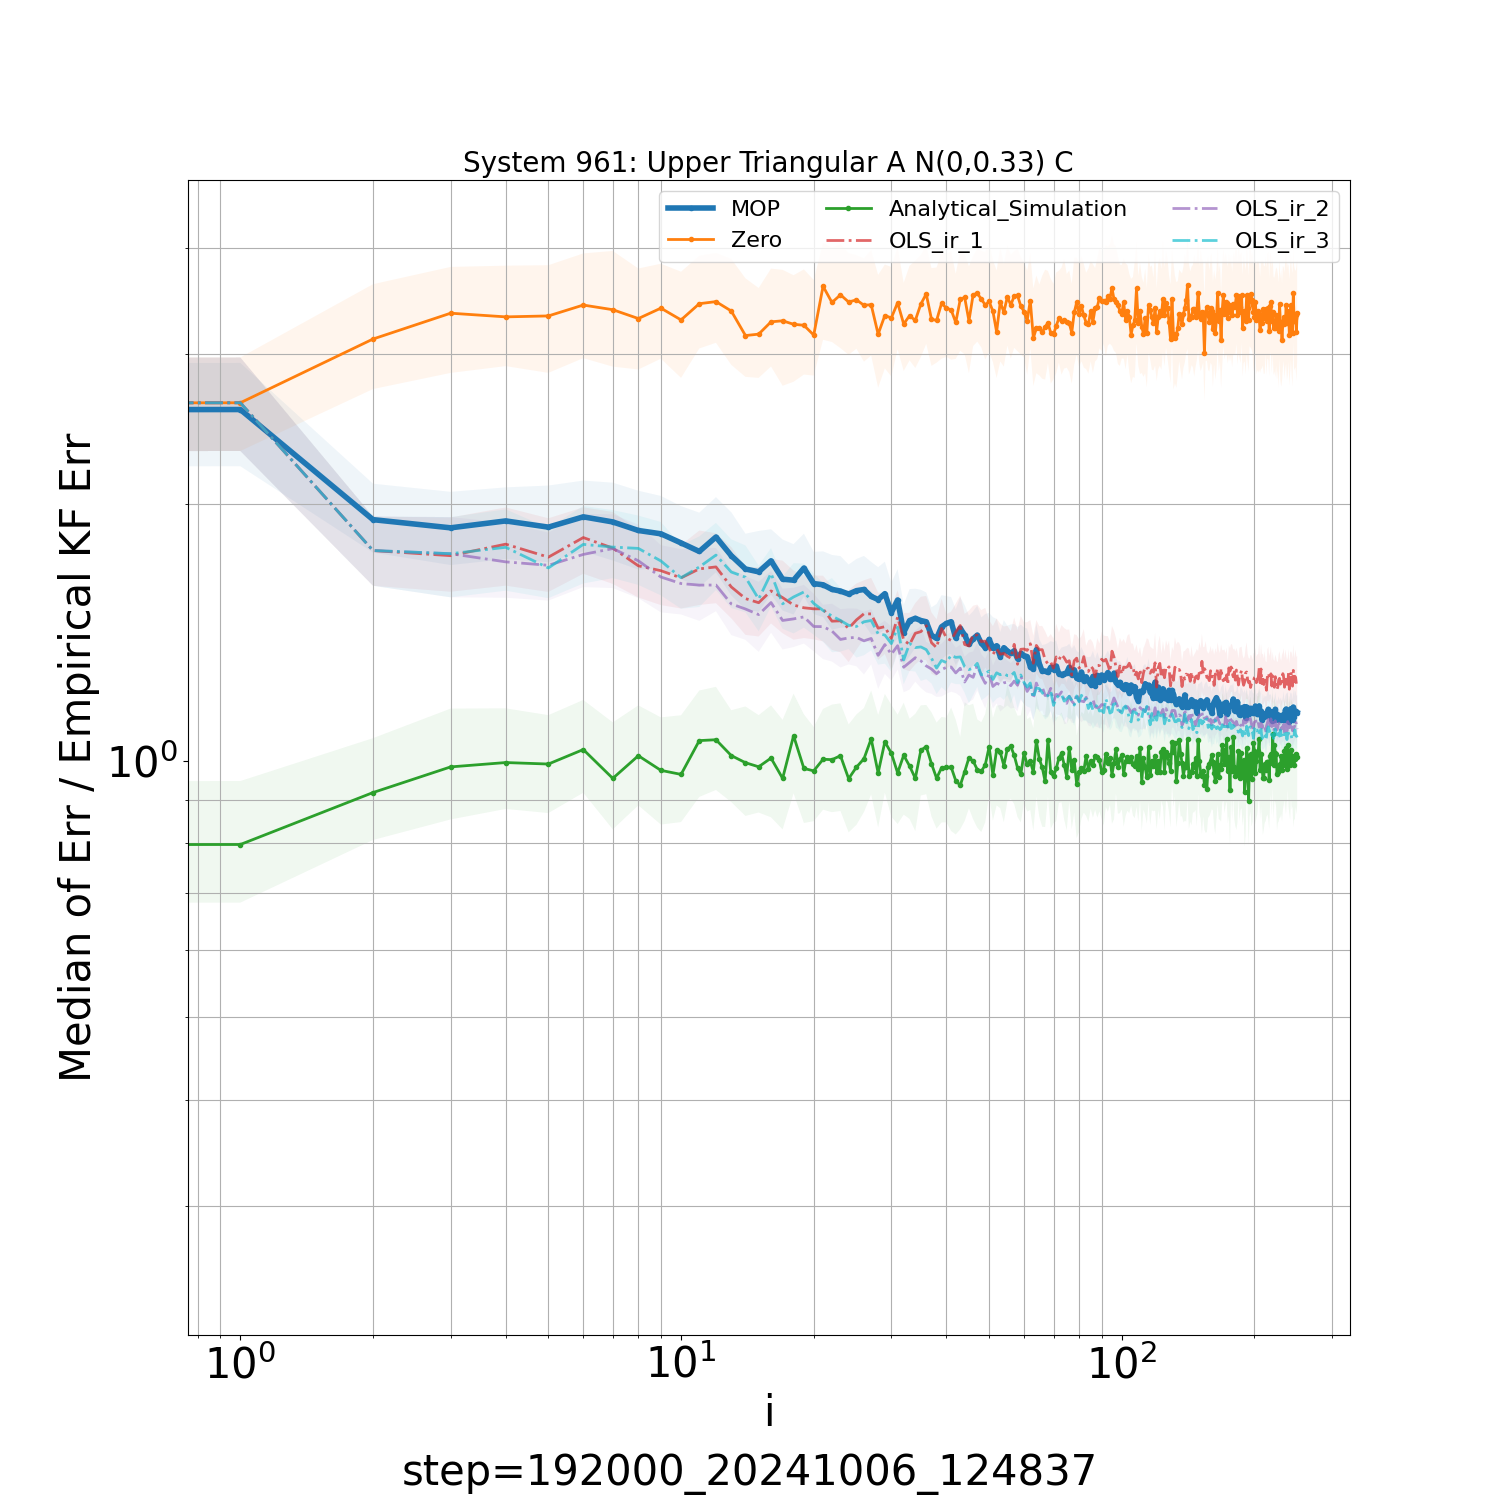 System 961: Upper Triangular A N(0,0.33) C
MOP
Zero
Analytical_Simulation
OLS_ir_1
OLS_ir_2
OLS_ir_3
Median of Err / Empirical KF Err
10⁰
10⁰ 10¹ 10²
i
step=192000_20241006_124837